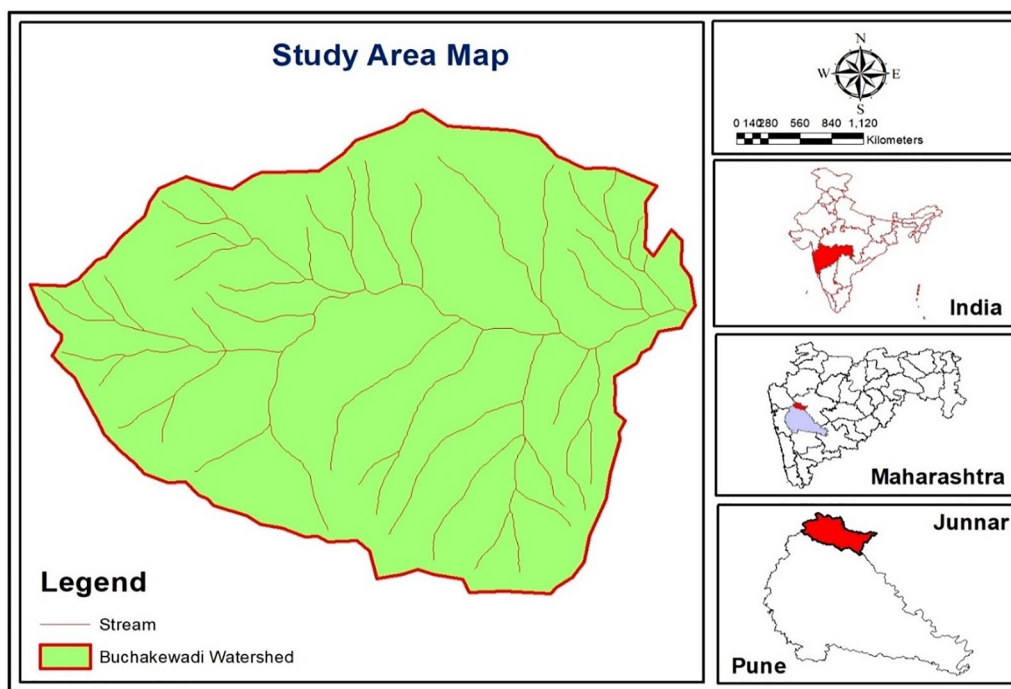 Study Area Map
Legend
Stream
Buchakewadi Watershed
N
W E
S
0 140280 560 840 1,120
Kilometers
India
Maharashtra
Junnar
Pune